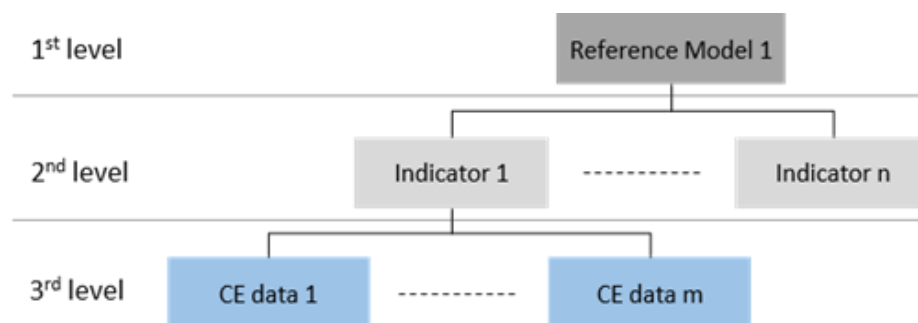 1st level
Reference Model 1
2nd level
Indicator 1
Indicator n
3rd level
CE data 1
CE data m